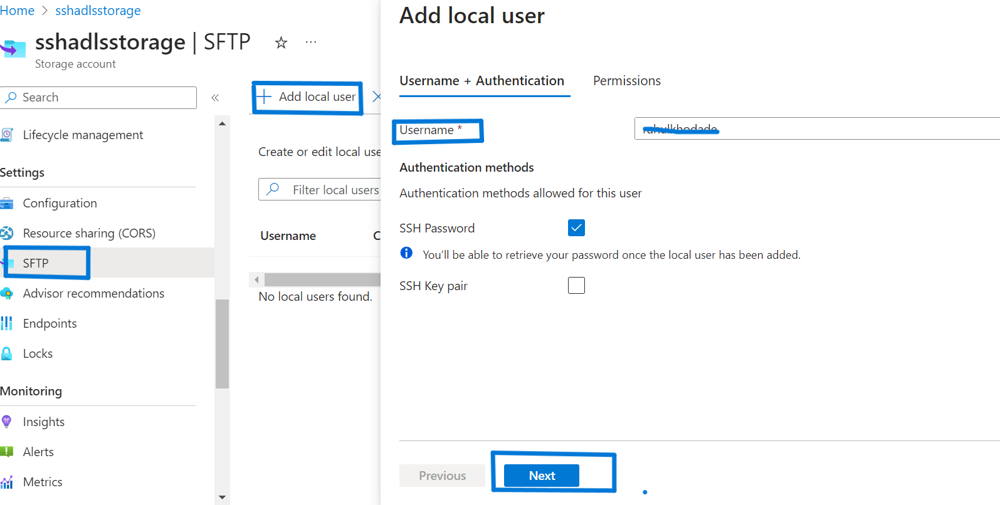 Home > sshadlsstorage
sshadlsstorage | SFTP
Storage account
Search
Lifecycle management
Settings
Configuration
Resource sharing (CORS)
SFTP
Advisor recommendations
Endpoints
Locks
Monitoring
Insights
Alerts
Metrics
Add local user
Create or edit local use
Filter local users
Username C
No local users found.
Add local user
Username + Authentication Permissions
Username *
Authentication methods
Authentication methods allowed for this user
SSH Password
You'll be able to retrieve your password once the local user has been added.
SSH Key pair
Previous Next